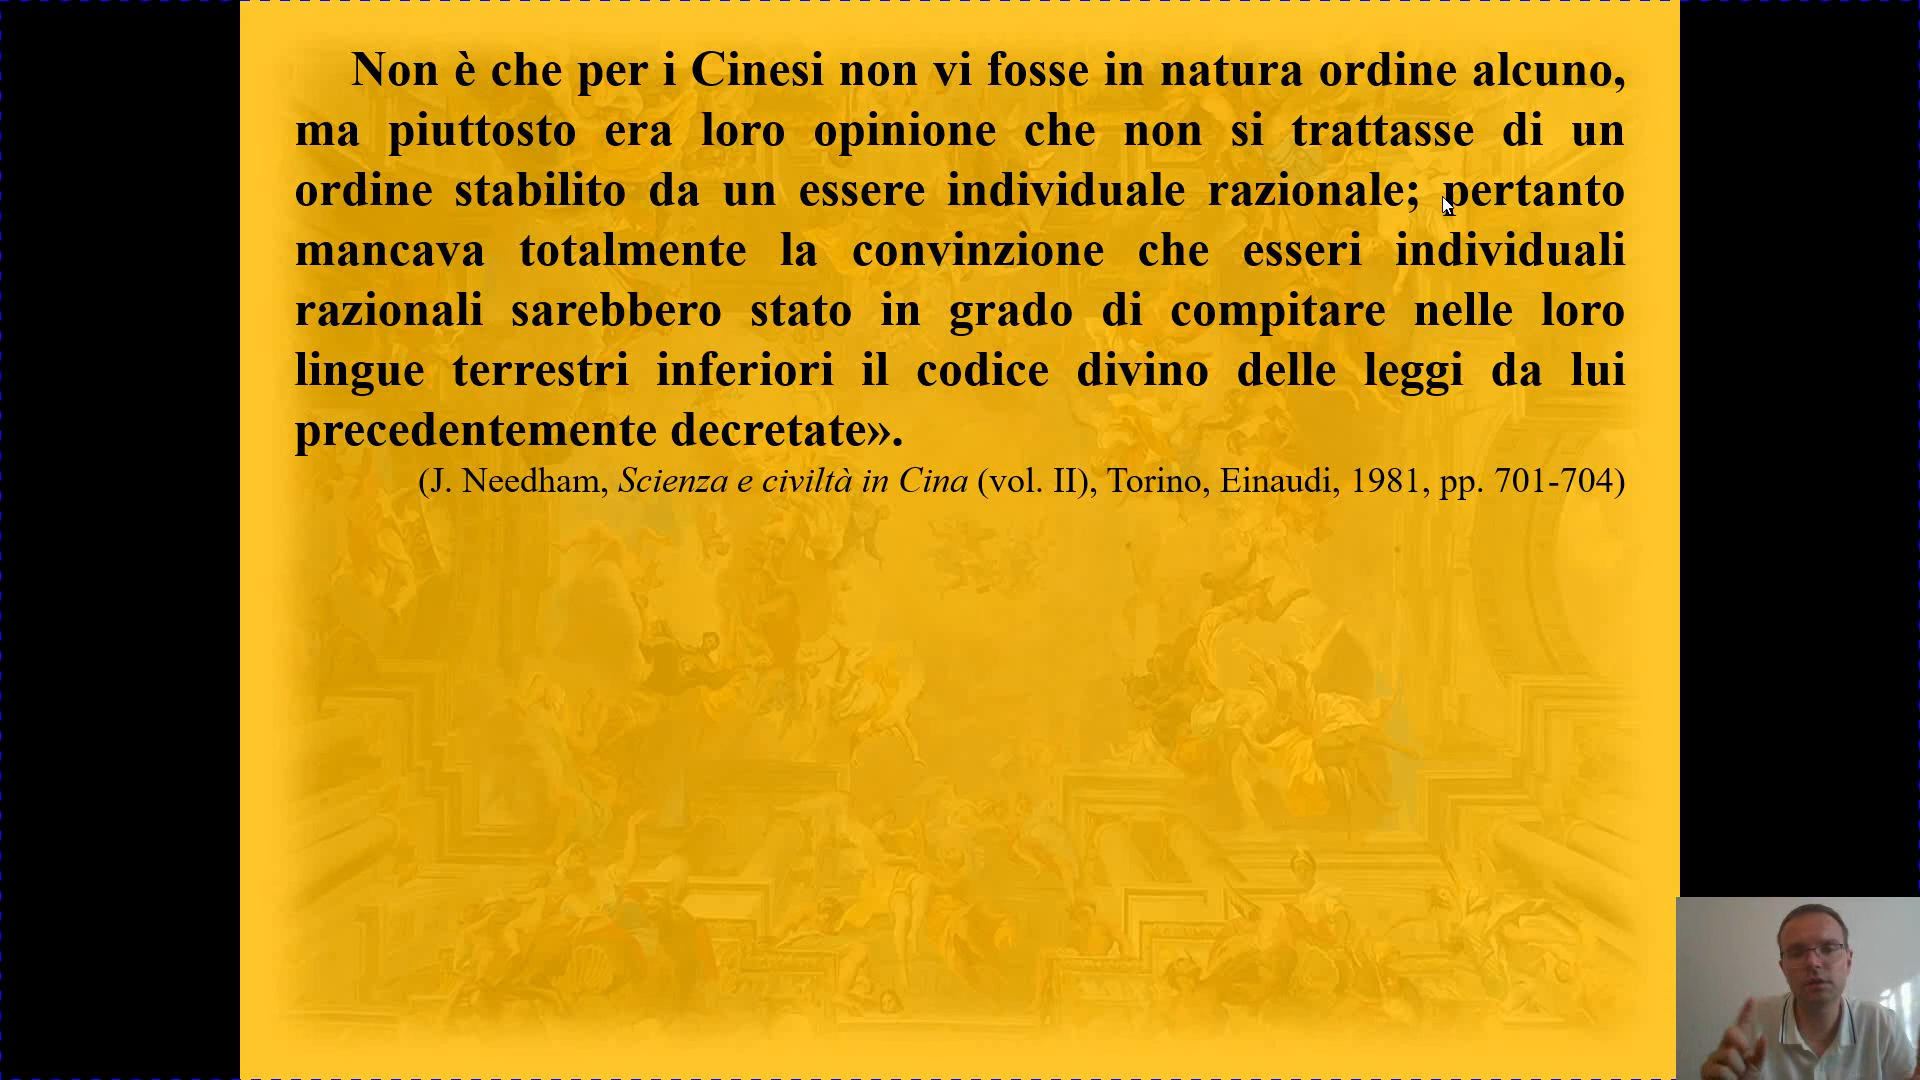 Non è che per i Cinesi non vi fosse in natura ordine alcuno,
ma piuttosto era loro opinione che non si trattasse di un
ordine stabilito da un essere individuale razionale; pertanto
mancava totalmente la convinzione che esseri individuali
razionali sarebbero stato in grado di compitare nelle loro
lingue terrestri inferiori il codice divino delle leggi da lui
precedentemente decretate».
(J. Needham, Scienza e civiltà in Cina (vol. II), Torino, Einaudi, 1981, pp. 701-704)